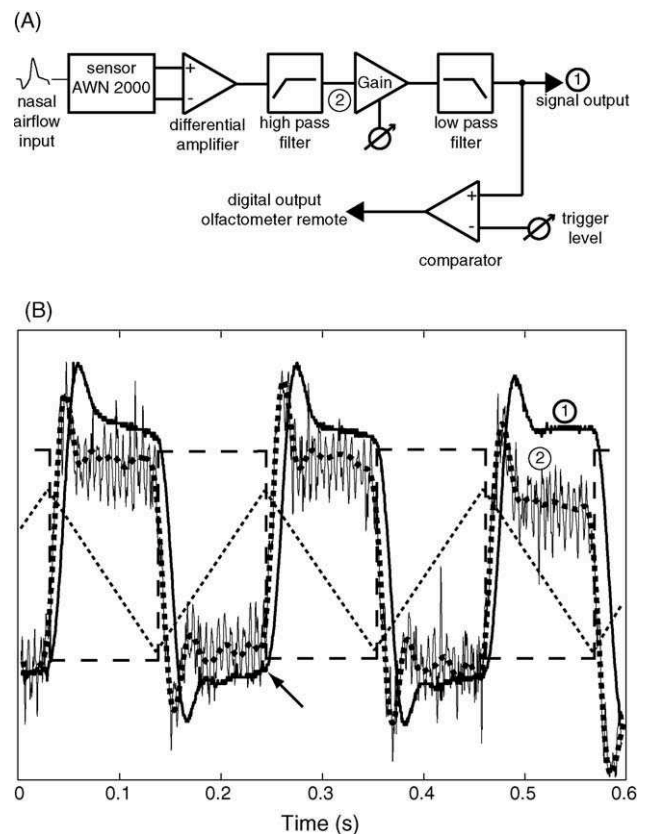 (A)
sensor
AWN 2000
nasal
airflow
input
+
-
differential
amplifier
high pass
filter
2
Gain
low pass
filter
1
signal output
digital output
olfactometer remote
+
-
comparator
trigger
level
(B)
1
2
0
0.1
0.2
0.3
0.4
0.5
0.6
Time (s)